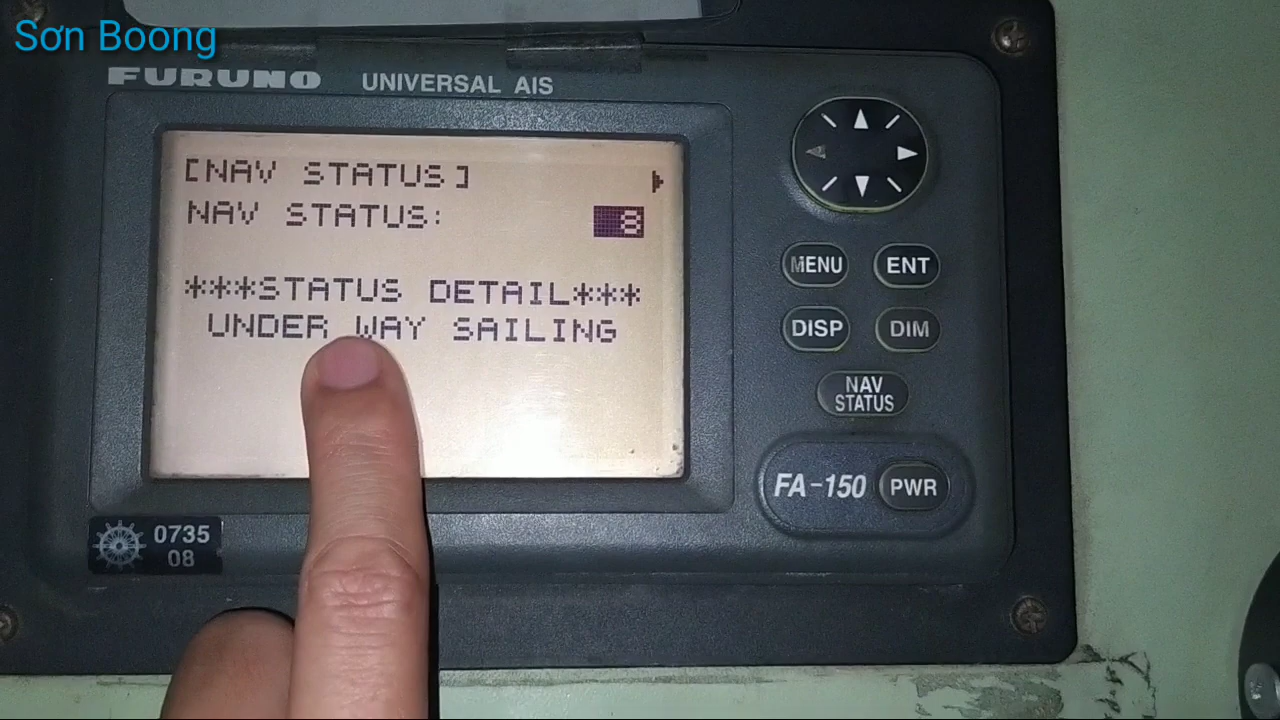 Sơn Boong
FURUNO UNIVERSAL AIS
[NAV STATUS]
NAV STATUS: 8
***STATUS DETAIL***
UNDER WAY SAILING
MENU ENT
DISP DIM
NAV
STATUS
FA-150 PWR
0735
08